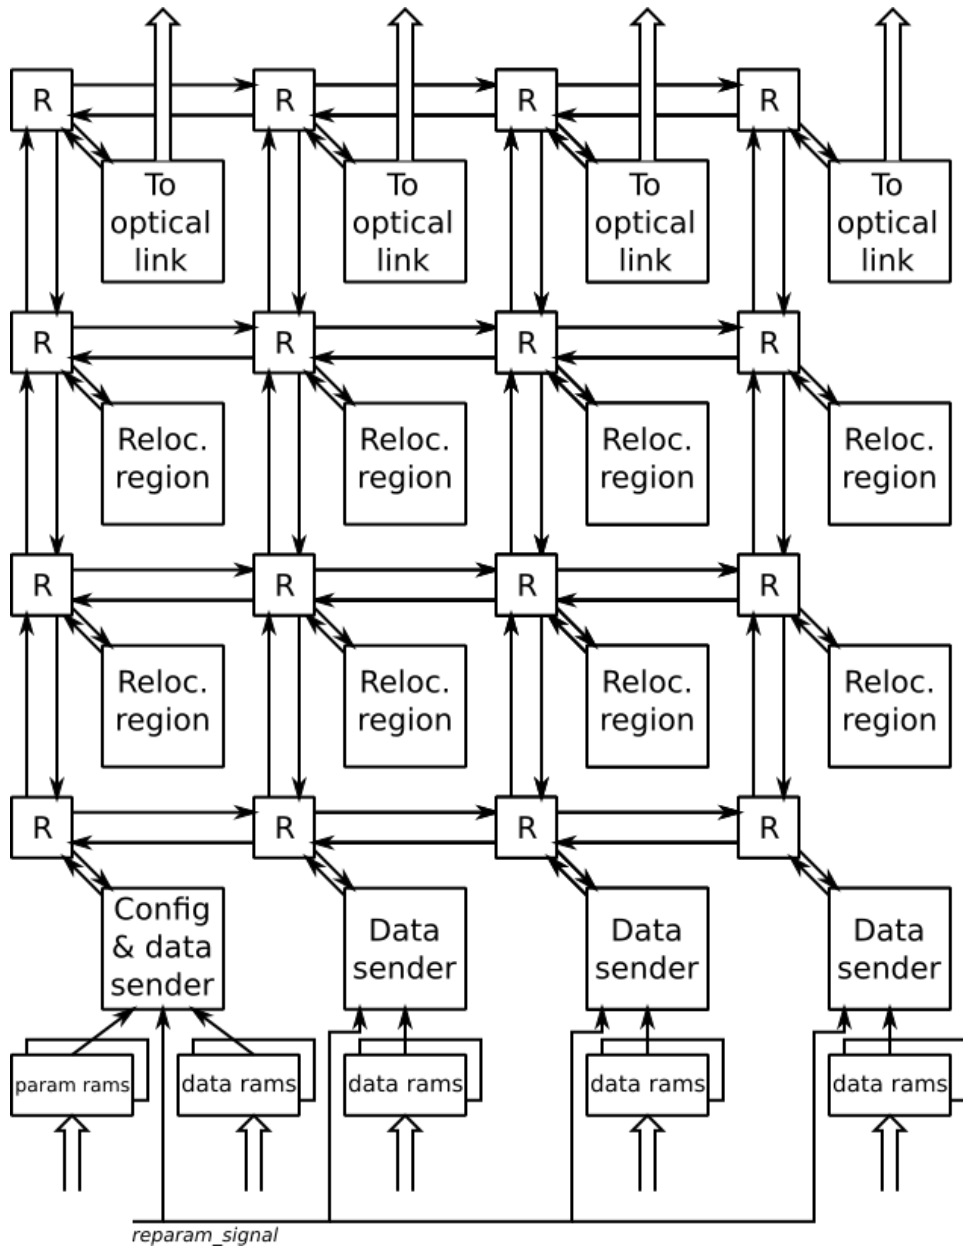 R R R R
To To To To
optical optical optical optical
link link link link
R R R R
Reloc. Reloc. Reloc. Reloc.
region region region region
R R R R
Reloc. Reloc. Reloc. Reloc.
region region region region
R R R R
Config
& data
sender
Data
sender
Data
sender
Data
sender
param rams data rams data rams data rams data rams
reparam_signal